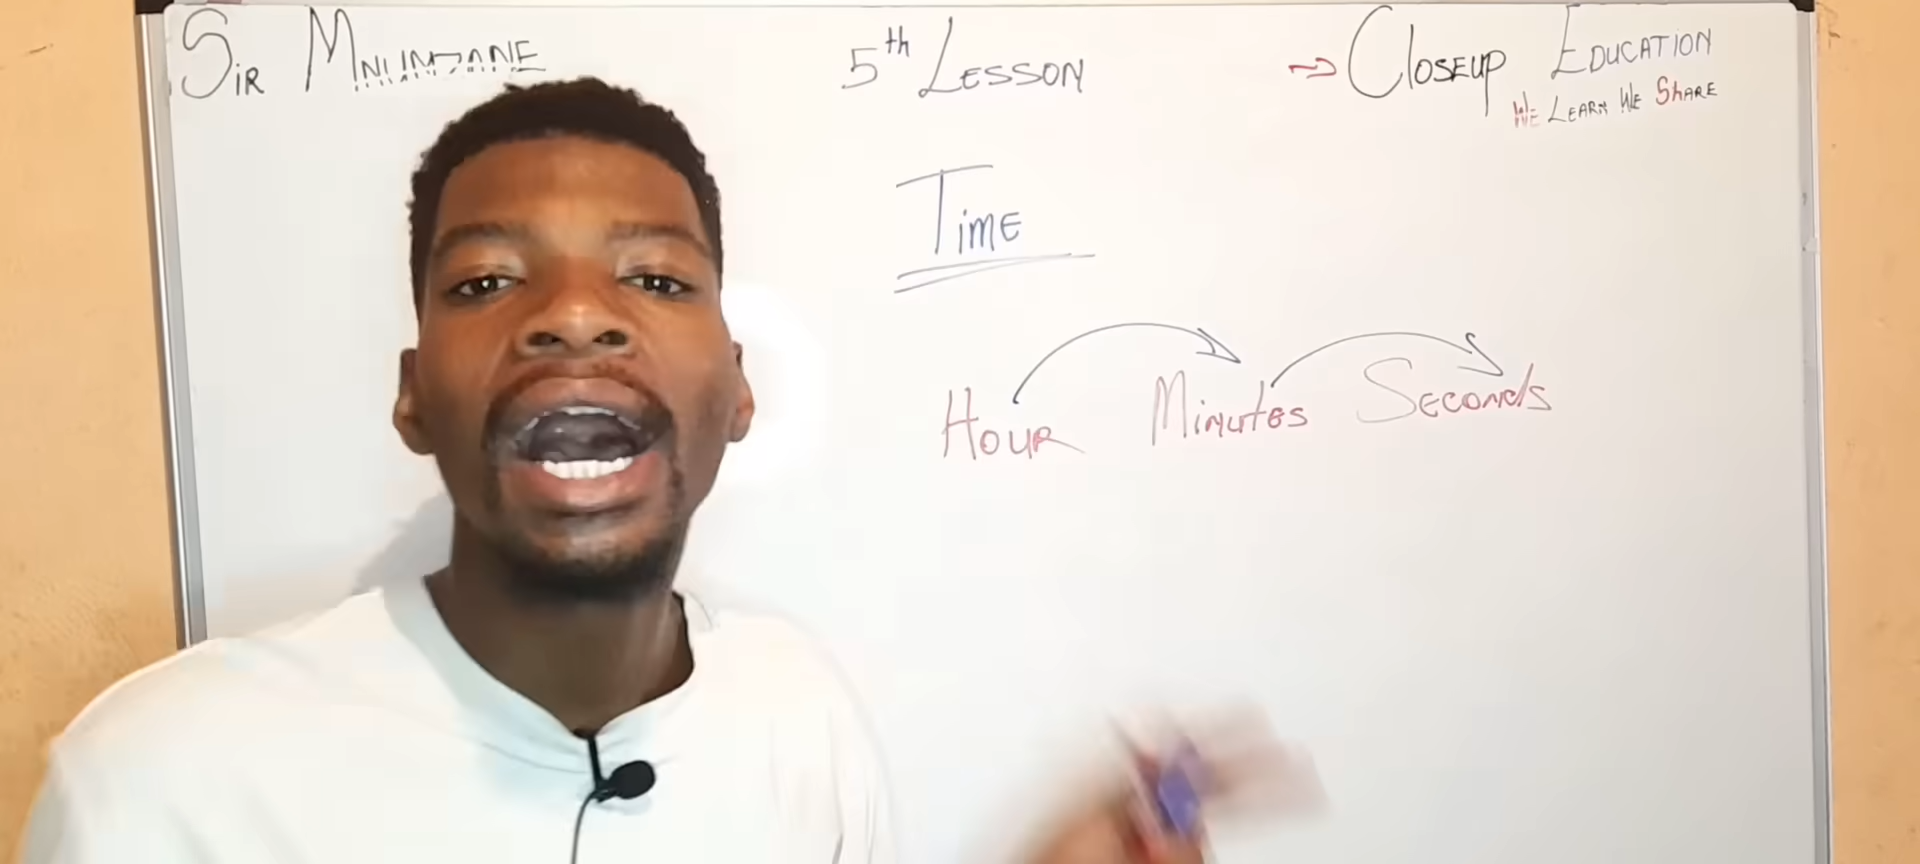 Sir Mnumzane
5th Lesson
Closeup Education
We Learn We Share
Time
Hour Minutes Seconds